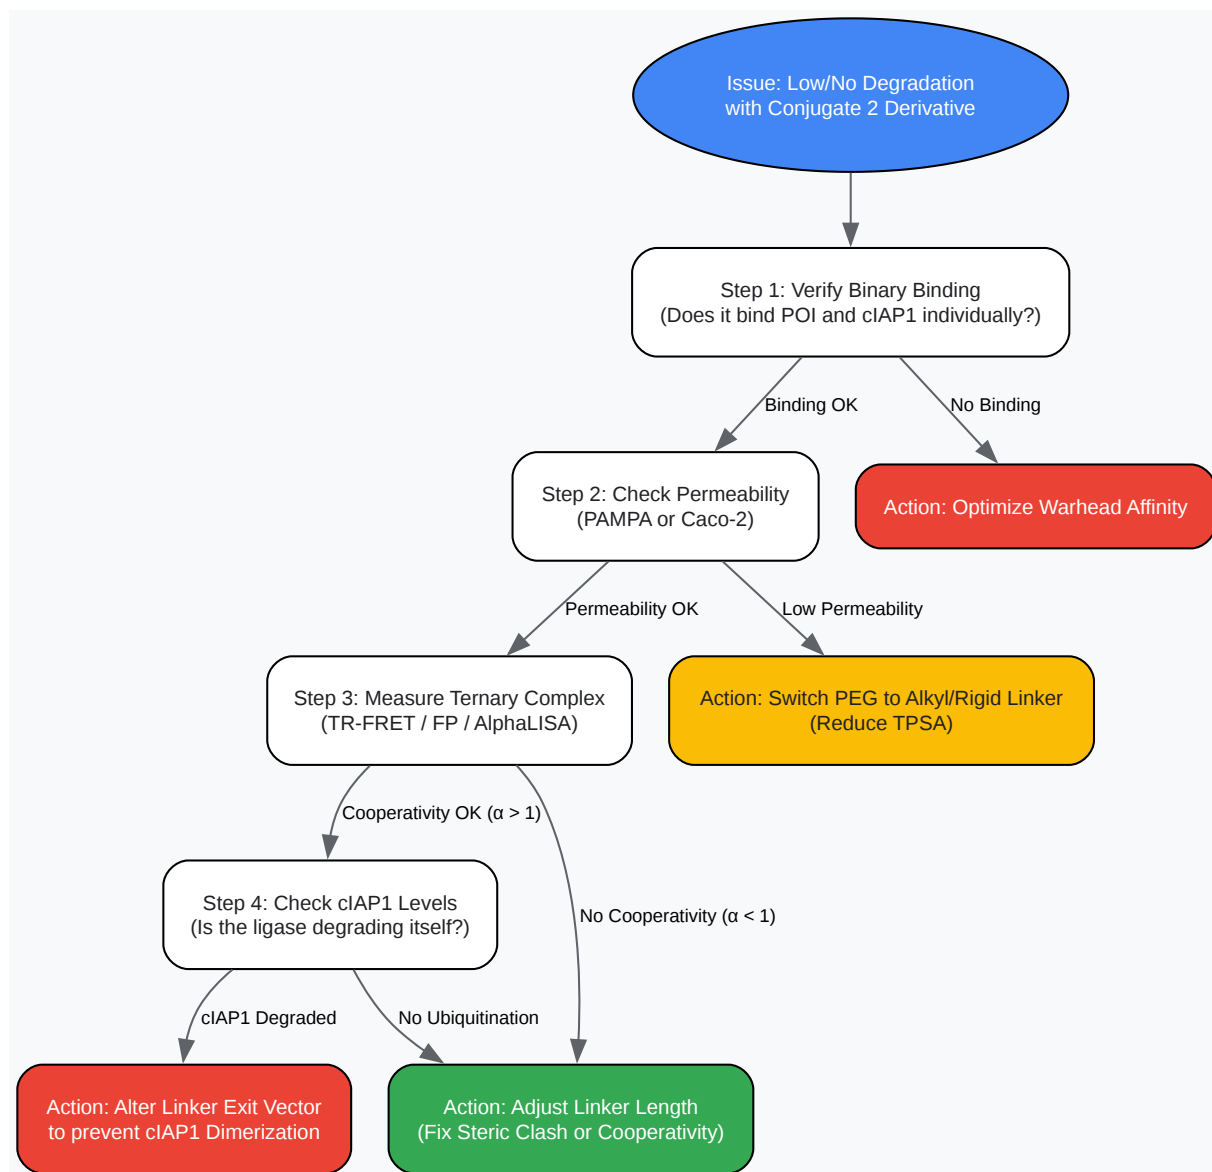 Issue: Low/No Degradation
with Conjugate 2 Derivative
Step 1: Verify Binary Binding
(Does it bind POI and cIAP1 individually?)
Binding OK
No Binding
Step 2: Check Permeability
(PAMPA or Caco-2)
Action: Optimize Warhead Affinity
Permeability OK
Low Permeability
Step 3: Measure Ternary Complex
(TR-FRET / FP / AlphaLISA)
Action: Switch PEG to Alkyl/Rigid Linker
(Reduce TPSA)
Cooperativity OK (α > 1)
Step 4: Check cIAP1 Levels
(Is the ligase degrading itself?)
No Cooperativity (α < 1)
cIAP1 Degraded
No Ubiquitination
Action: Alter Linker Exit Vector
to prevent cIAP1 Dimerization
Action: Adjust Linker Length
(Fix Steric Clash or Cooperativity)